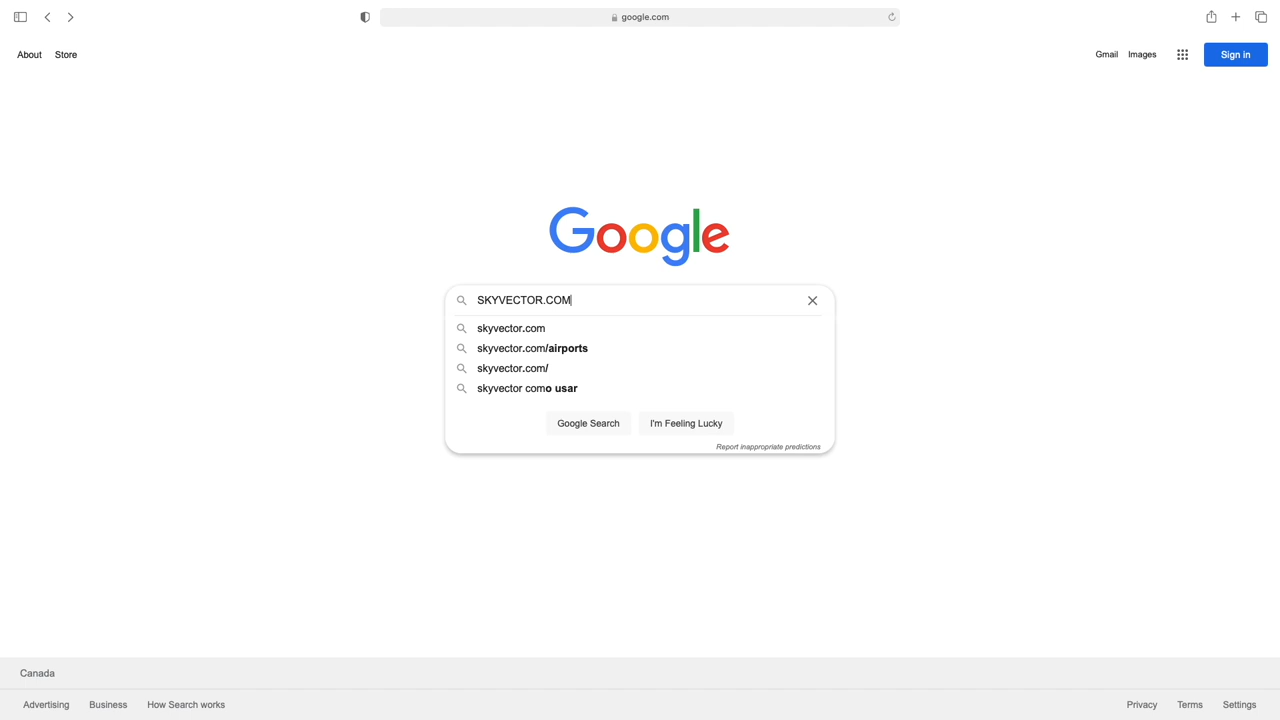 google.com
About Store
Gmail Images
Sign in
Google
SKYVECTOR.COM
skyvector.com
skyvector.com/airports
skyvector.com/
skyvector como usar
Google Search I'm Feeling Lucky
Report inappropriate predictions
Canada
Advertising Business How Search works
Privacy Terms Settings